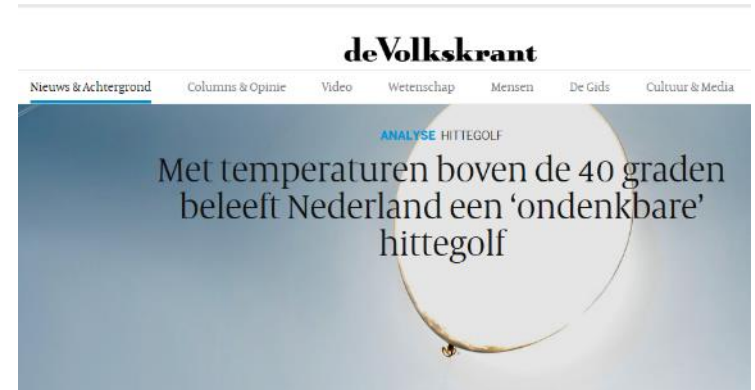 deVolkskrant
Nieuws & Achtergrond Columns & Opinie Video Wetenschap Mensen De Gids Cultuur & Media
ANALYSE HITTEGOLF
Met temperaturen boven de 40 graden
beleeft Nederland een ‘ondenkbare’
hittegolf